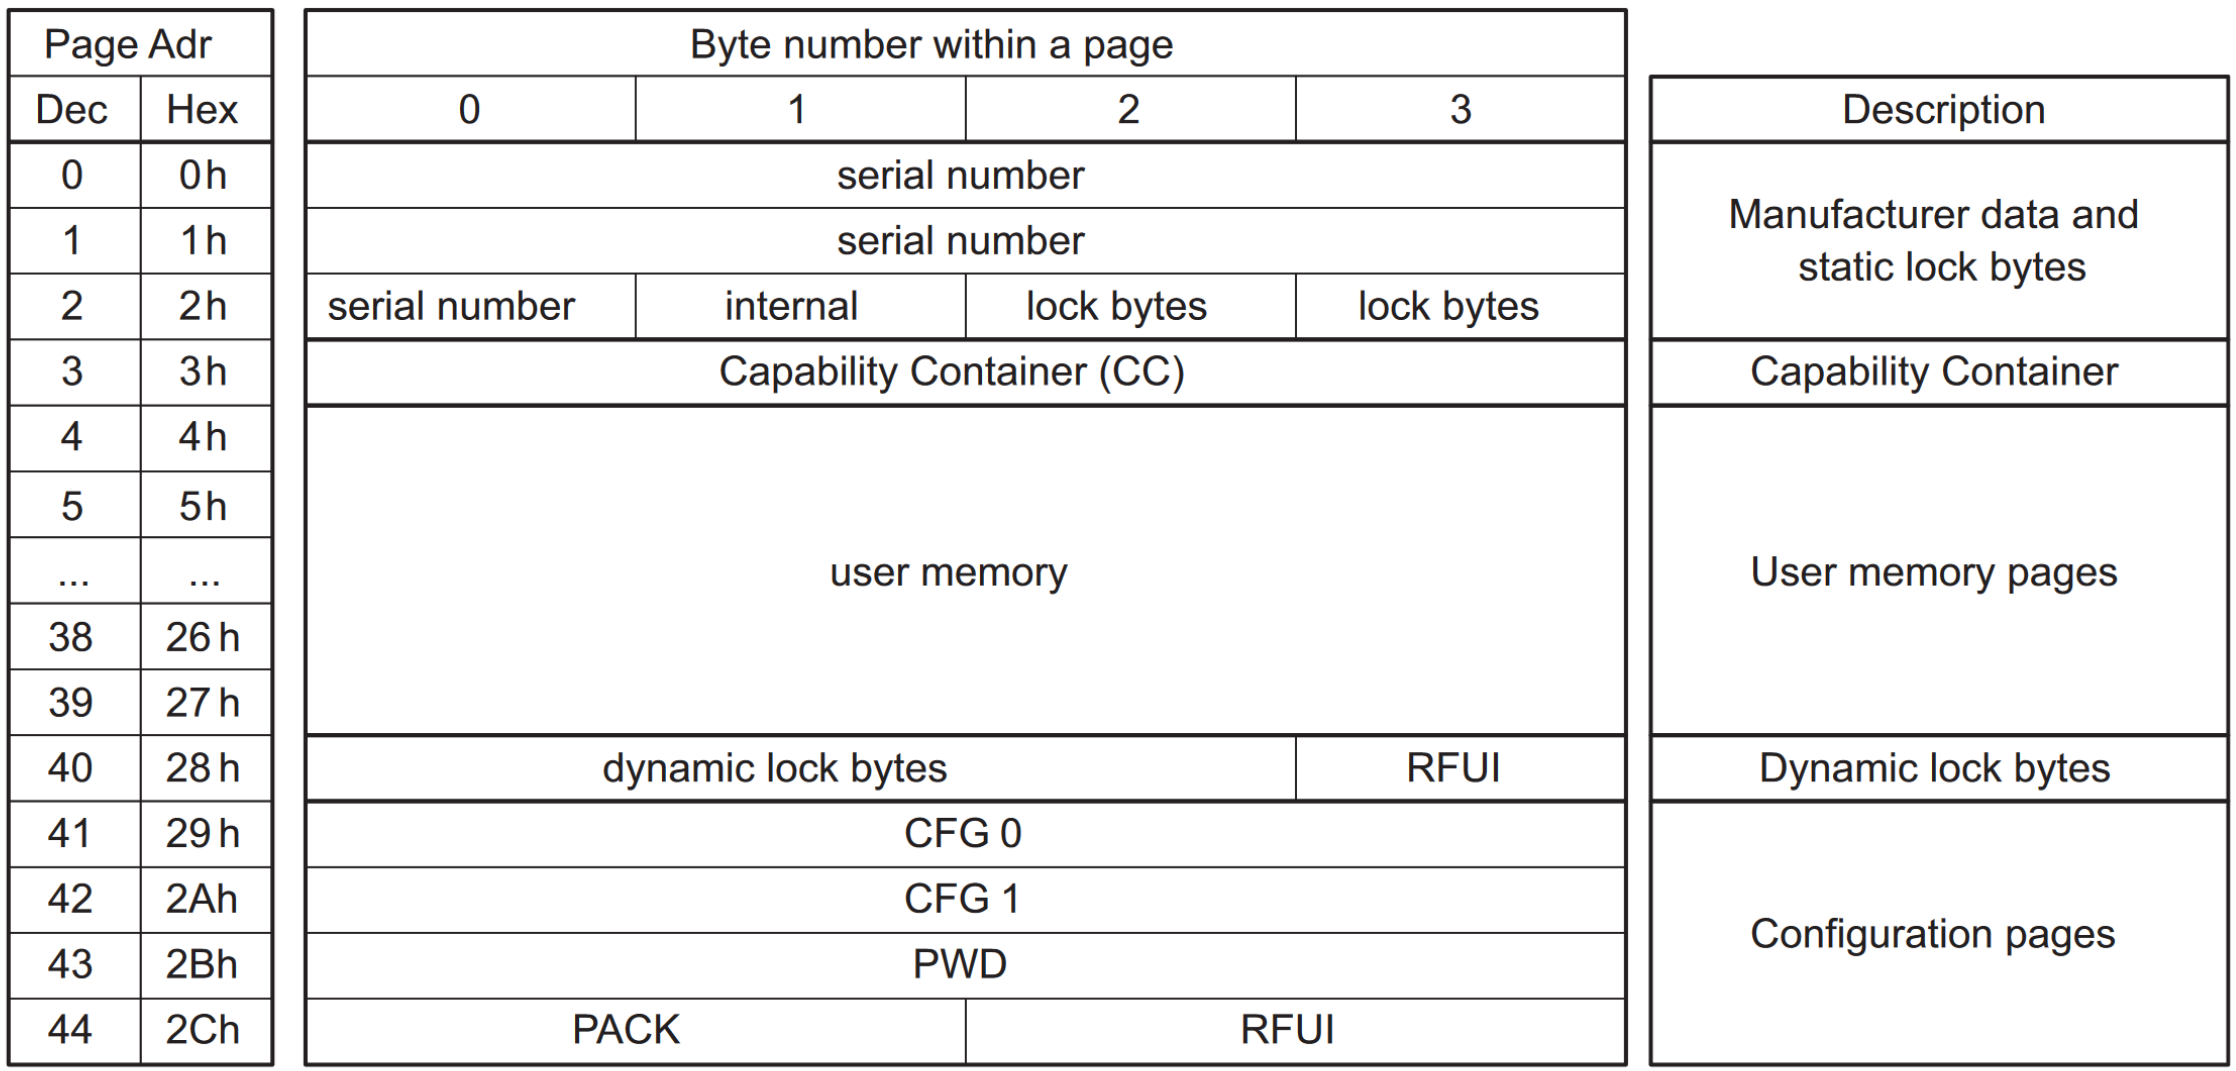 Page Adr Byte number within a page
Dec Hex 0 1 2 3 Description
0 0h serial number
1 1h serial number
Manufacturer data and
static lock bytes
2 2h serial number internal lock bytes lock bytes
3 3h Capability Container (CC) Capability Container
4 4h
5 5h
... ... user memory User memory pages
38 26h
39 27h
40 28h dynamic lock bytes RFUI Dynamic lock bytes
41 29h CFG 0
42 2Ah CFG 1
Configuration pages
43 2Bh PWD
44 2Ch PACK RFUI